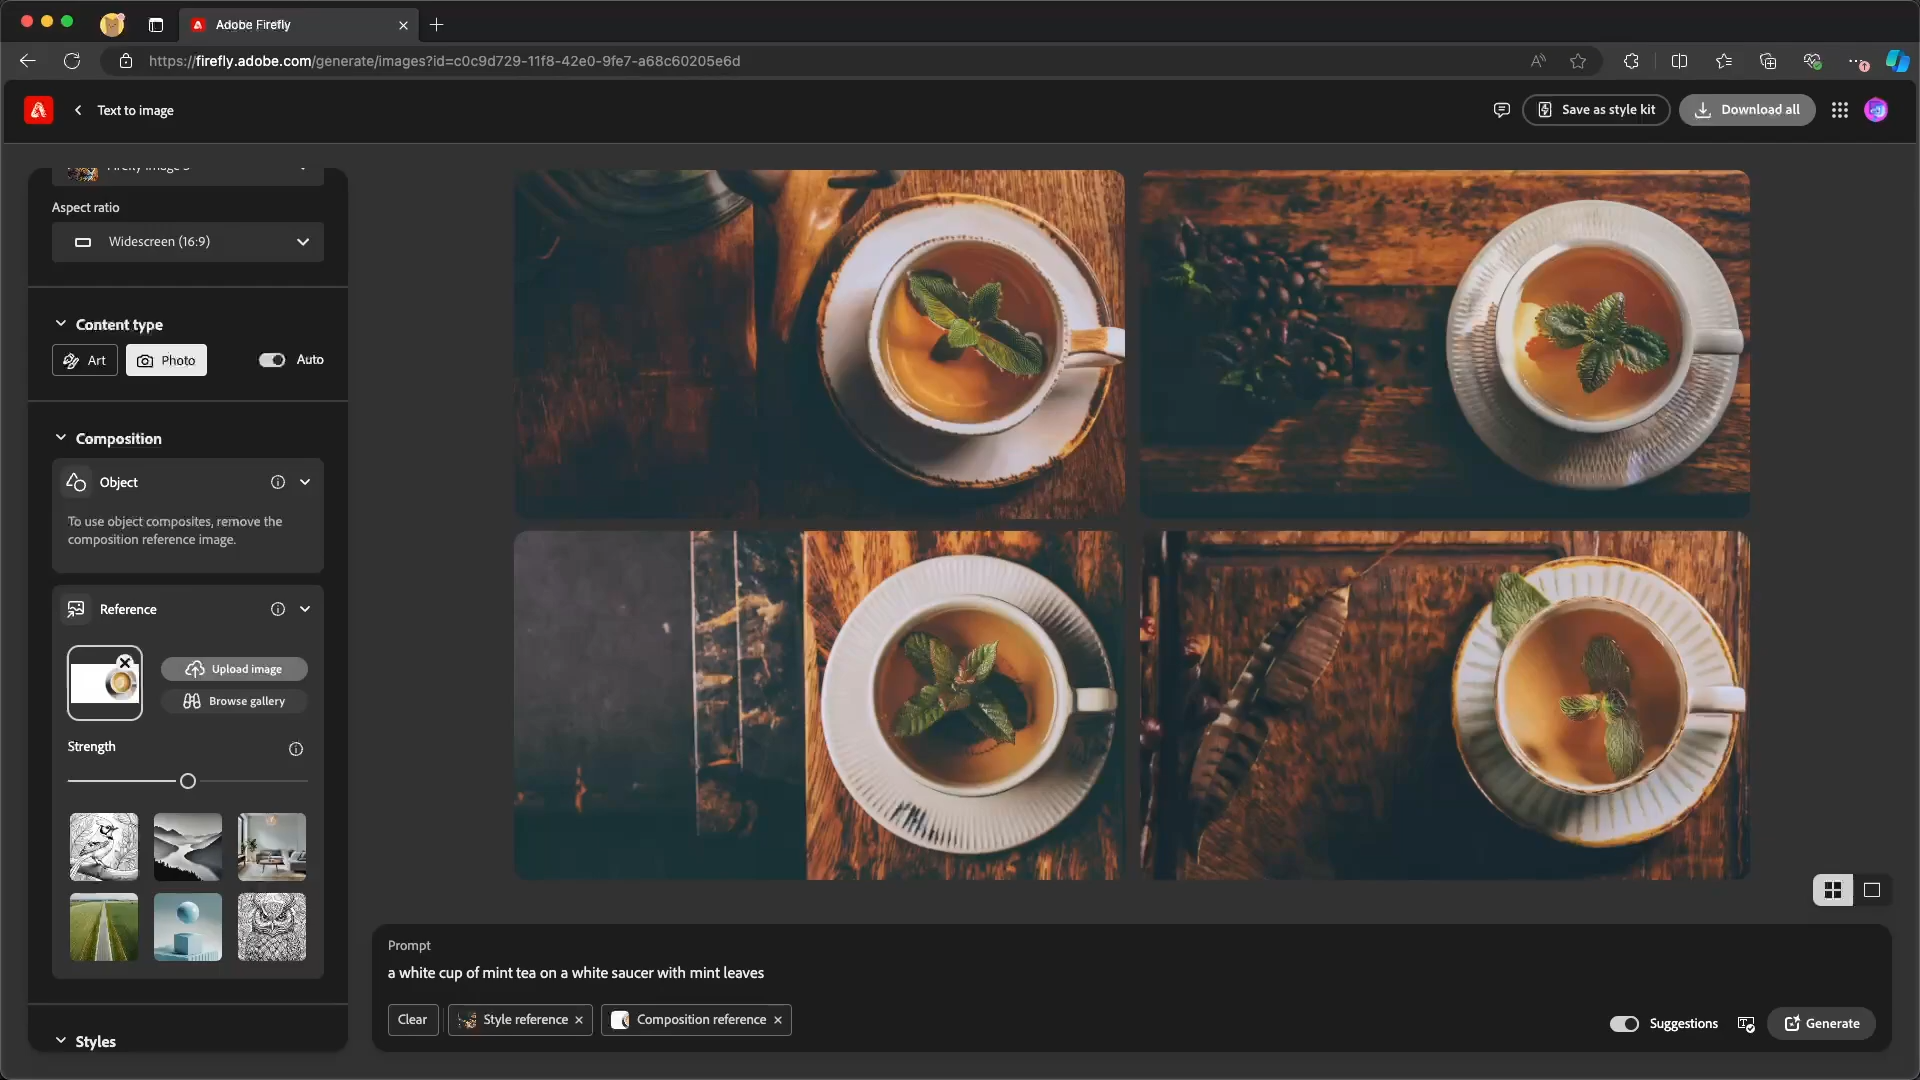 Adobe Firefly
https://firefly.adobe.com/generate/images?id=c0c9d729-11f8-42e0-9fe7-a68c60205e6d
Text to image
Save as style kit
Download all
Firefly Image 3
Aspect ratio
Widescreen (16:9)
Content type
Art
Photo
Auto
Composition
Object
To use object composites, remove the
composition reference image.
Reference
Upload image
Browse gallery
Strength
Styles
Prompt
a white cup of mint tea on a white saucer with mint leaves
Clear
Style reference
Composition reference
Suggestions
Generate